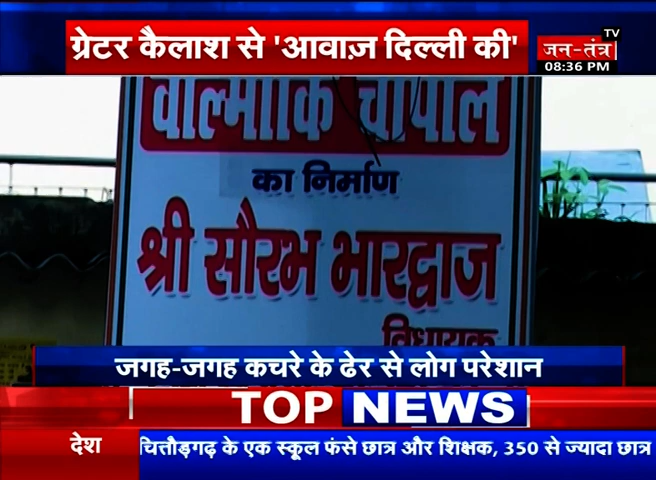 ग्रेटर कैलाश से 'आवाज़ दिल्ली की'
TV
जन-तंत्र
08:36 PM
वाल्मीकि चौपाल
का निर्माण
श्री सौरभ भारद्वाज
विधायक
जगह-जगह कचरे के ढेर से लोग परेशान
TOP NEWS
देश
चित्तौड़गढ़ के एक स्कूल फंसे छात्र और शिक्षक, 350 से ज्यादा छात्र